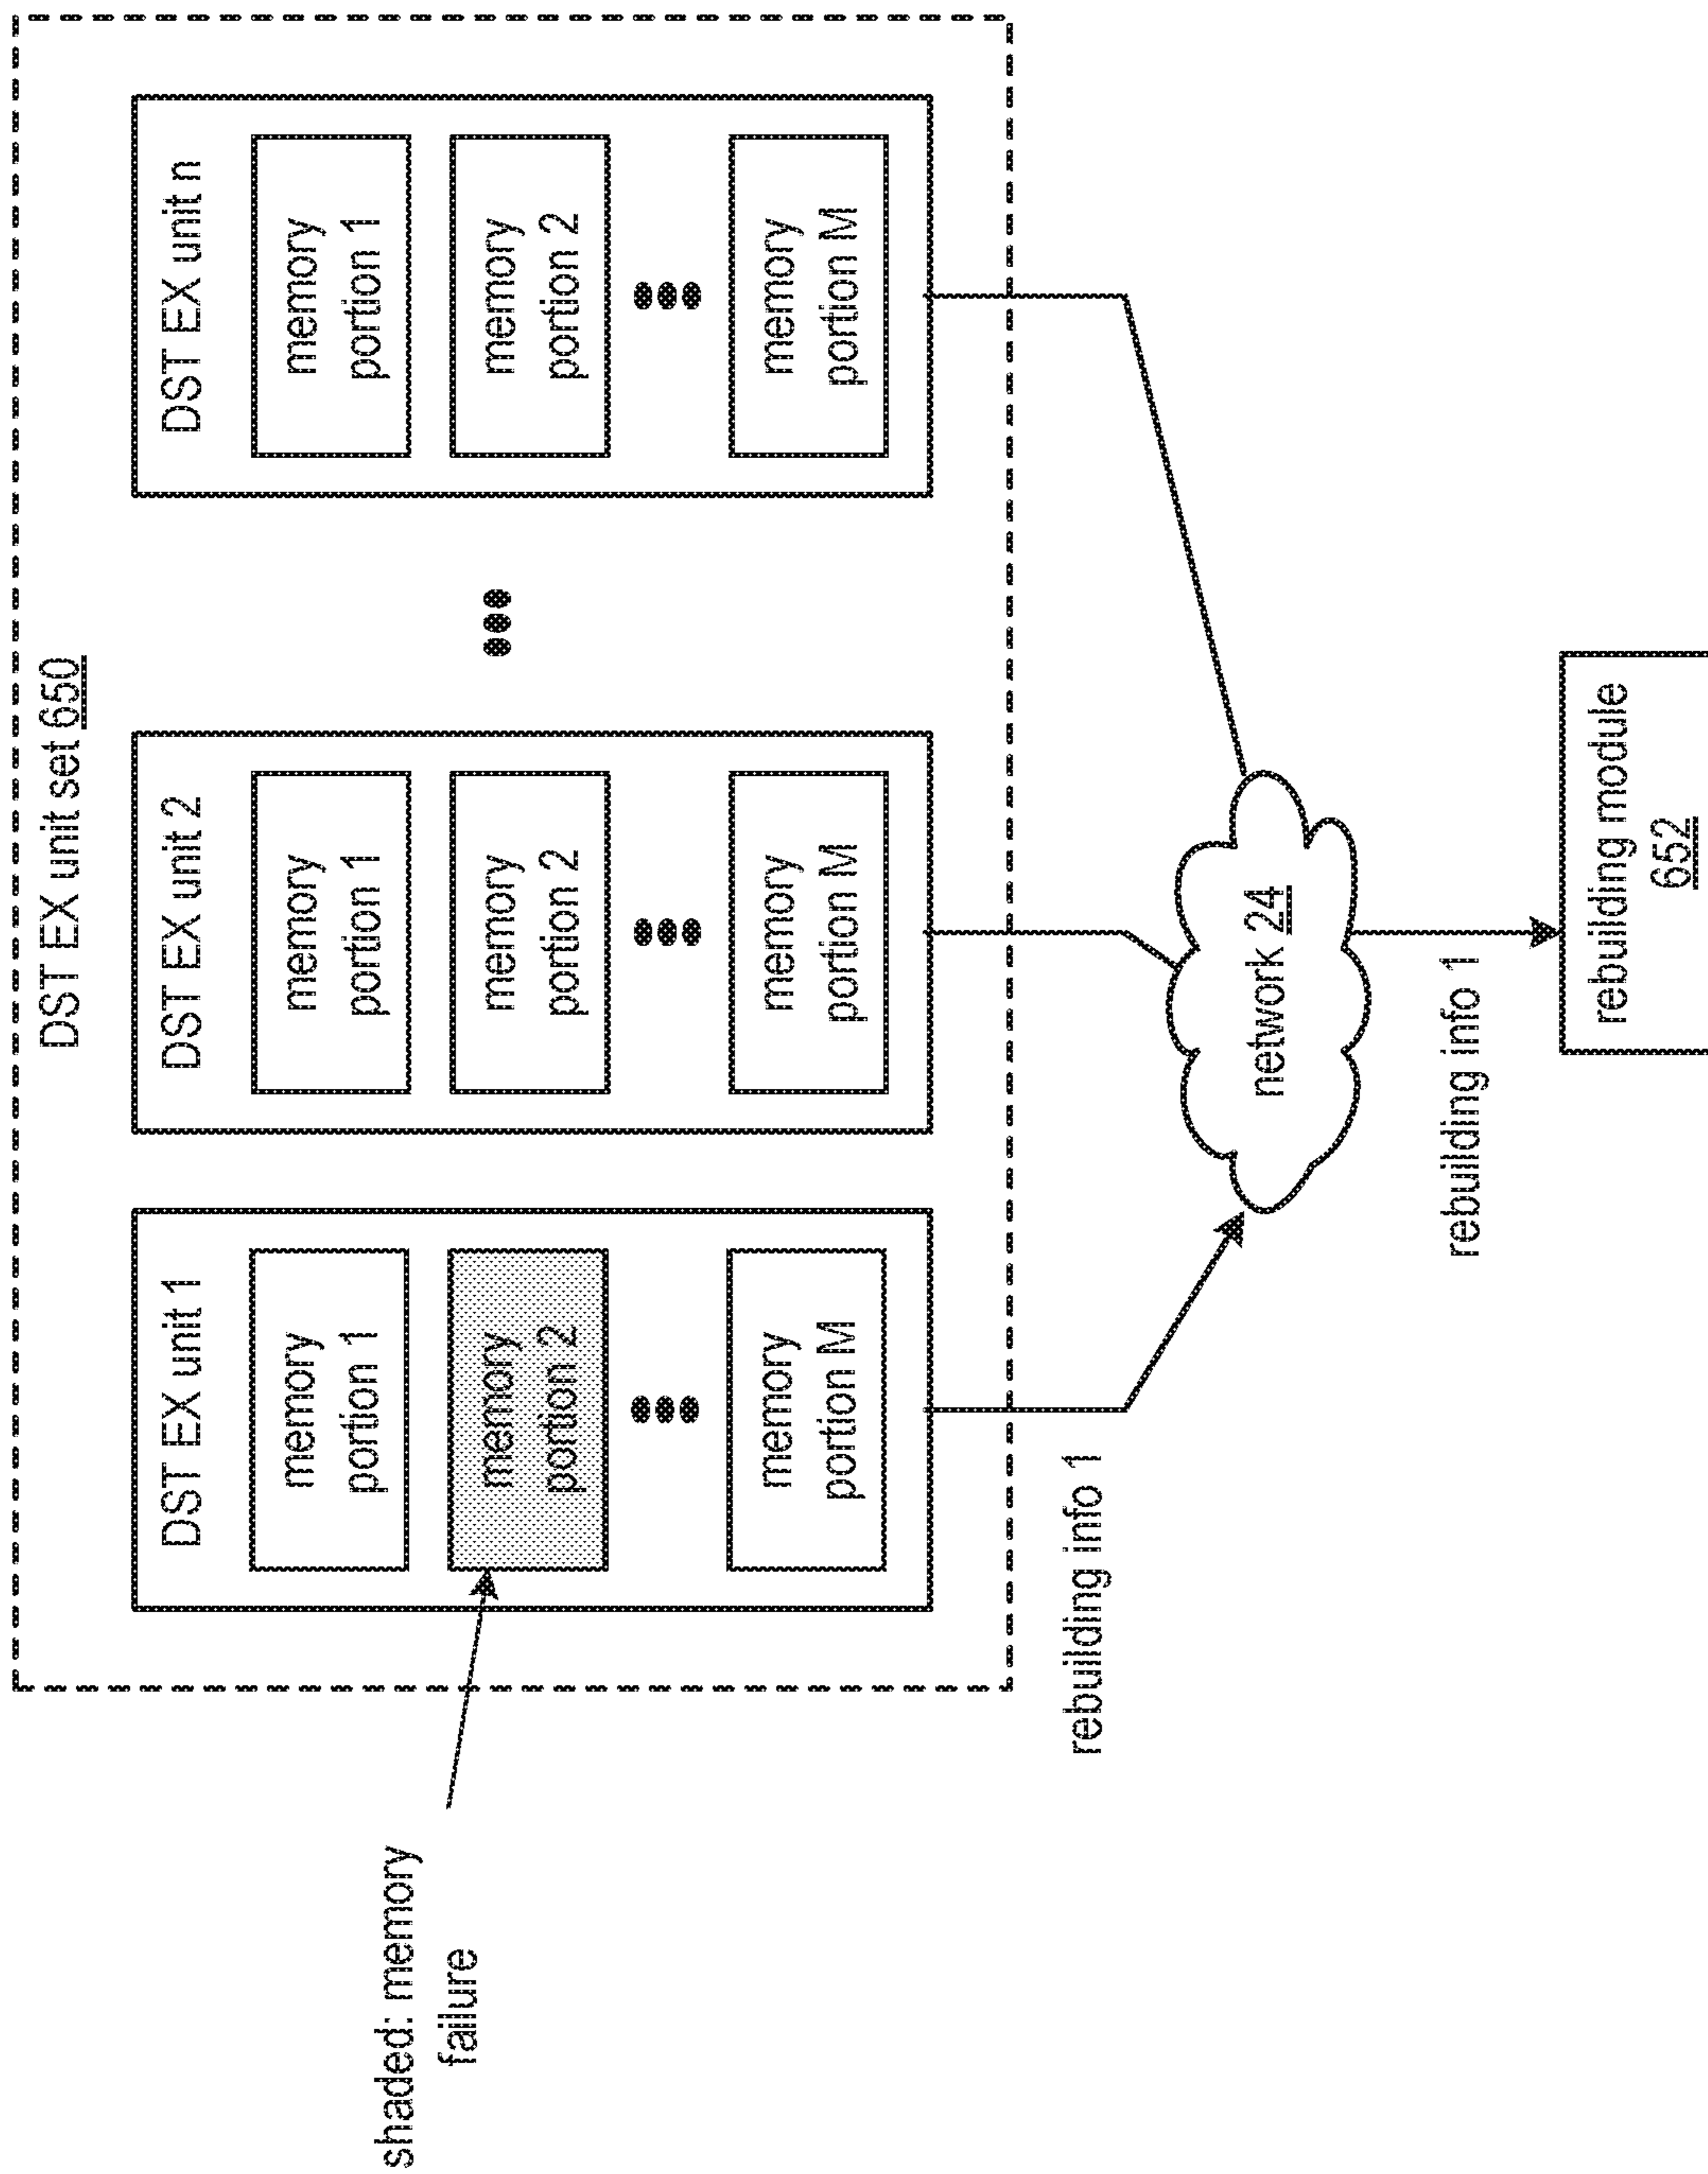 DST EX unit set 650
DST EX unit 1
memory
portion 1
memory
portion 2
memory
portion M
DST EX unit 2
memory
portion 1
memory
portion 2
memory
portion M
DST EX unit n
memory
portion 1
memory
portion 2
memory
portion M
shaded: memory
failure
rebuilding info 1
network 24
rebuilding info 1
rebuilding module
652